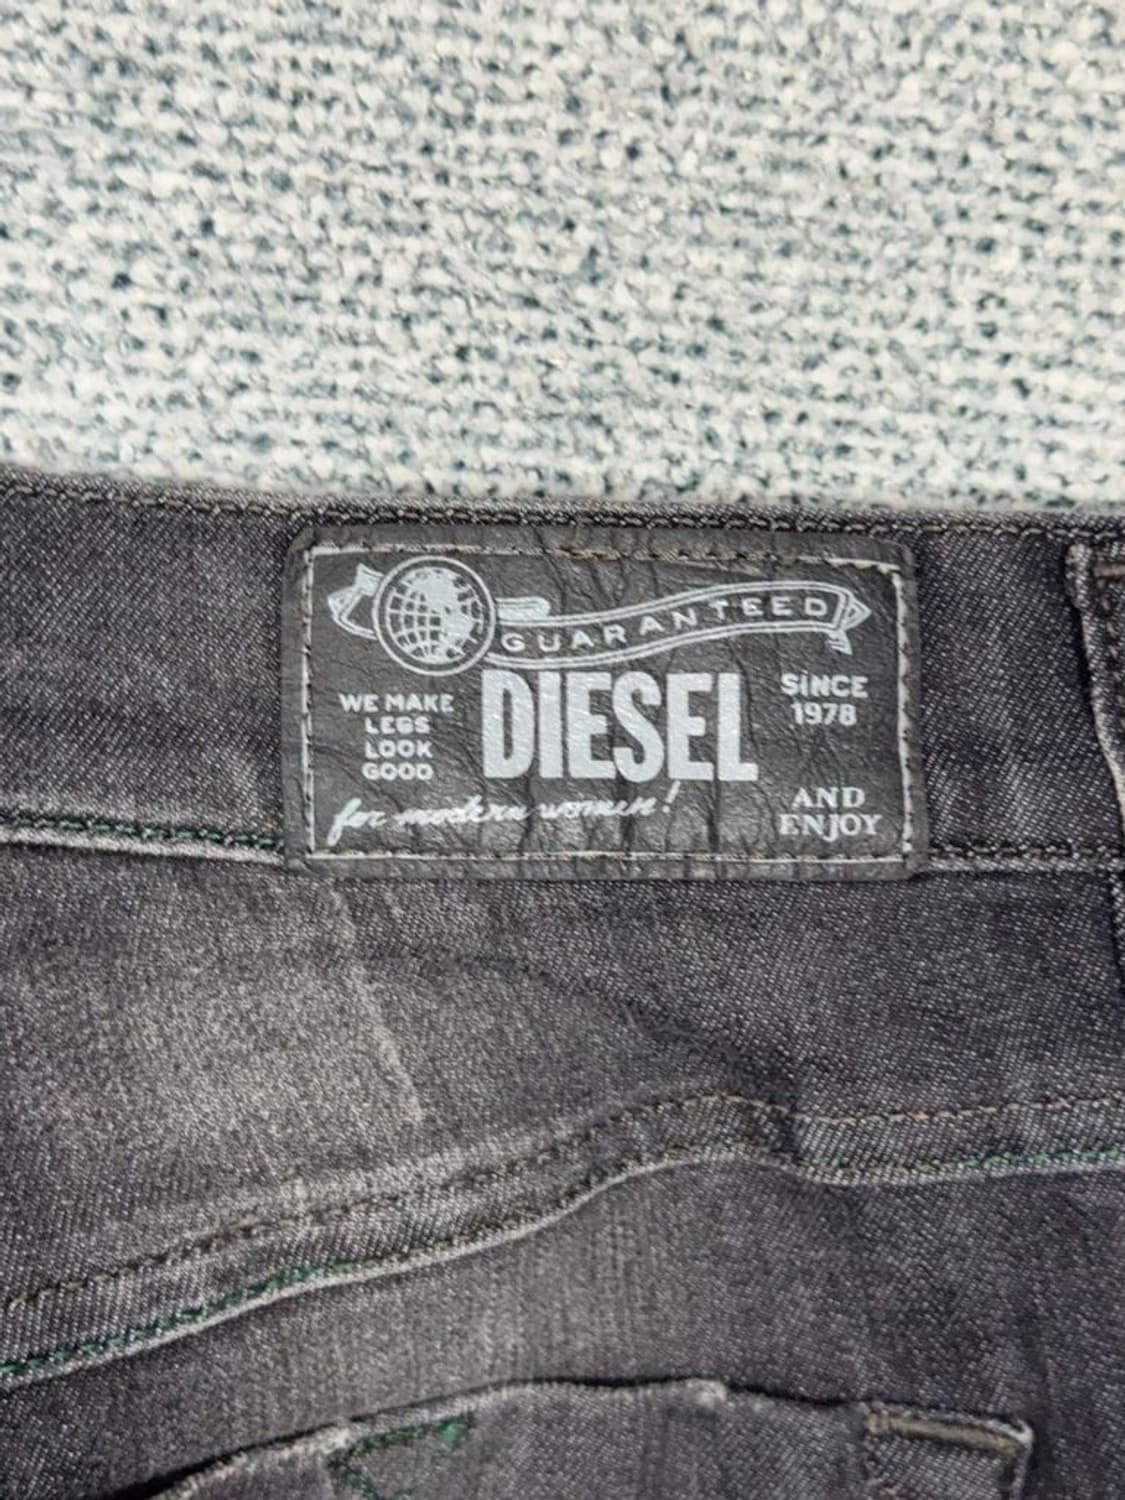 GUARANTEED
WE MAKE
LEGS
LOOK
GOOD
DIESEL
SiNCE
1978
for modern women!
AND
ENJOY